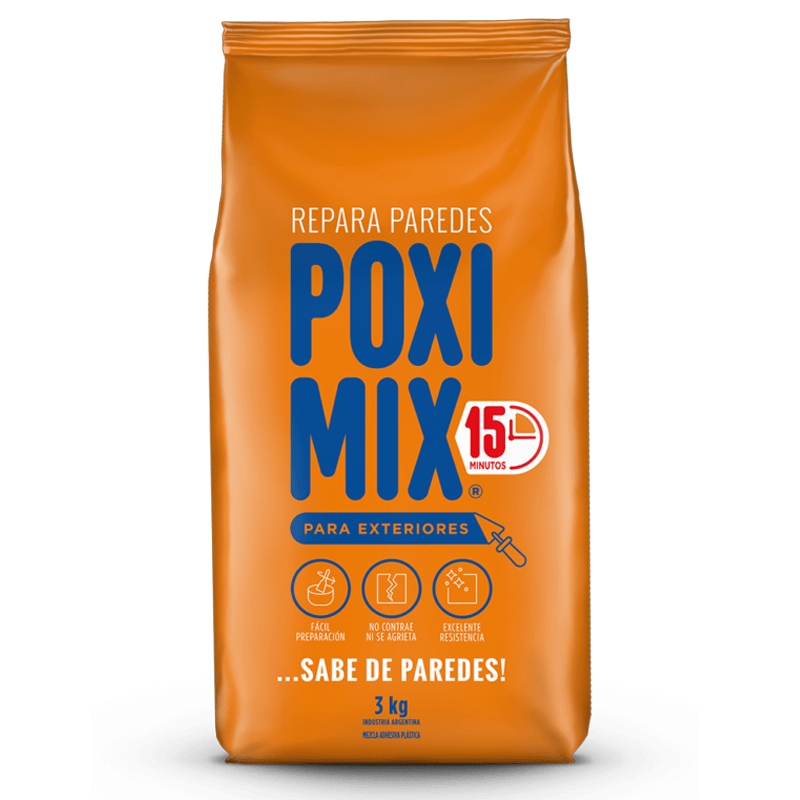 REPARA PAREDES
POXI
MIX®
15
MINUTOS
PARA EXTERIORES
FÁCIL
PREPARACIÓN
NO CONTRAE
NI SE AGRIETA
EXCELENTE
RESISTENCIA
...SABE DE PAREDES!
3 kg
INDUSTRIA ARGENTINA
MEZCLA ADHESIVA PLÁSTICA